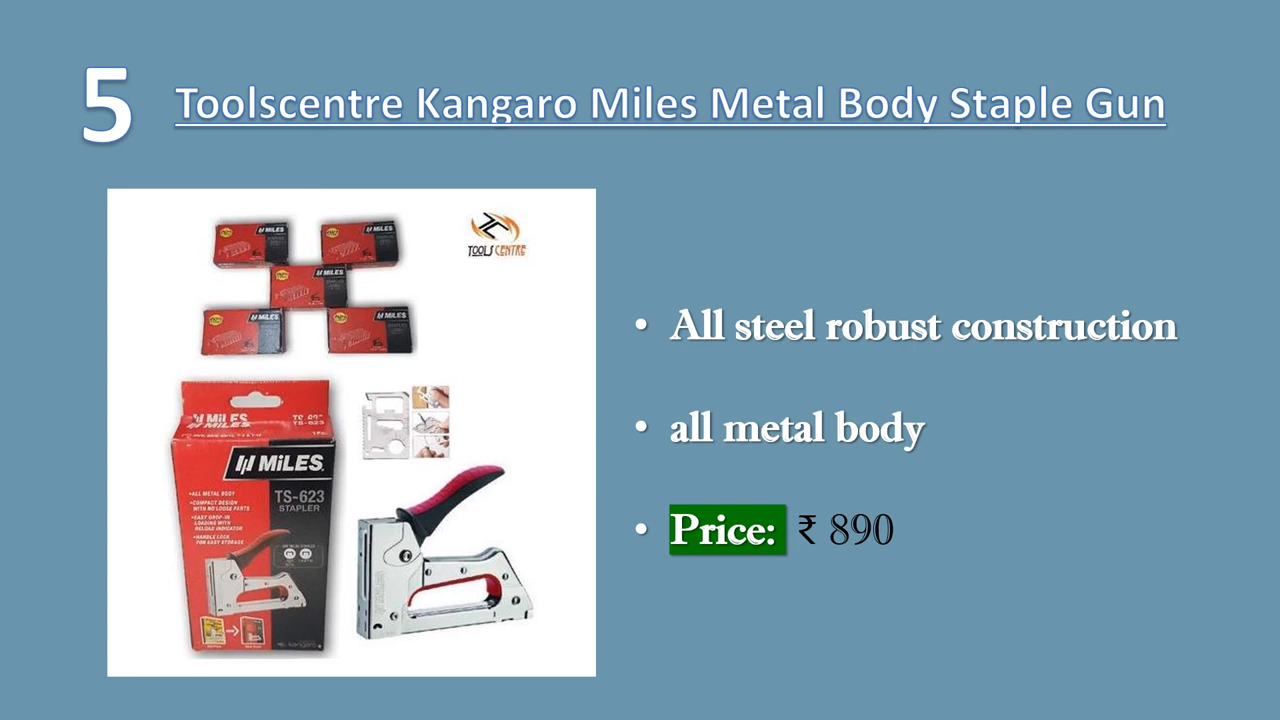 5
Toolscentre Kangaro Miles Metal Body Staple Gun
MiLES
MiLES
MiLES
MiLES
MiLES
TOOLS CENTRE
MiLES
TS-623
MiLES
TS-623
STAPLER
•ALL METAL BODY
•COMPACT DESIGN
WITH NO LOOSE PARTS
•EASY DROP-IN
LOADING WITH
RELOAD INDICATOR
•HANDLE LOCK
FOR EASY STORAGE
kangaro
• All steel robust construction
• all metal body
• Price: ₹ 890